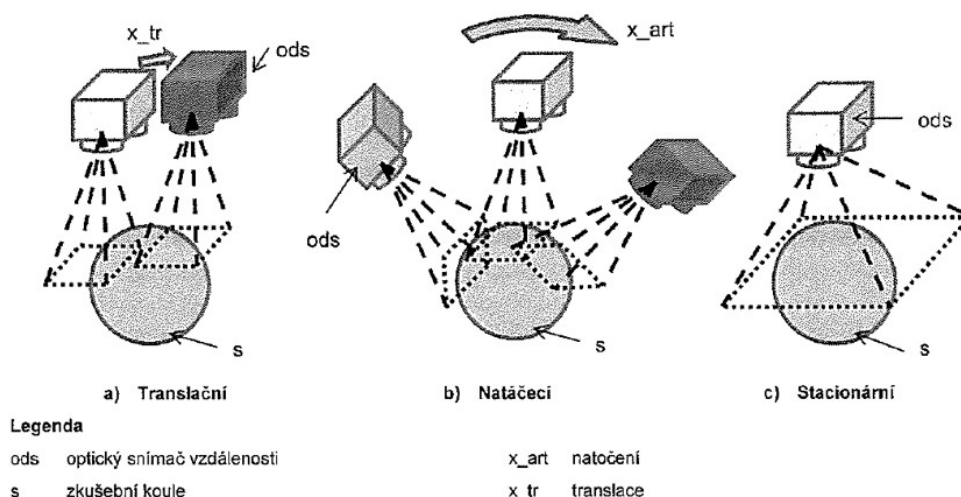 x_tr
ods
x_art
ods
ods
s
s
s
a) Translační
b) Natáčecí
c) Stacionární
Legenda
ods optický snímač vzdálenosti
x_art natočení
s zkušební koule
x_tr translace